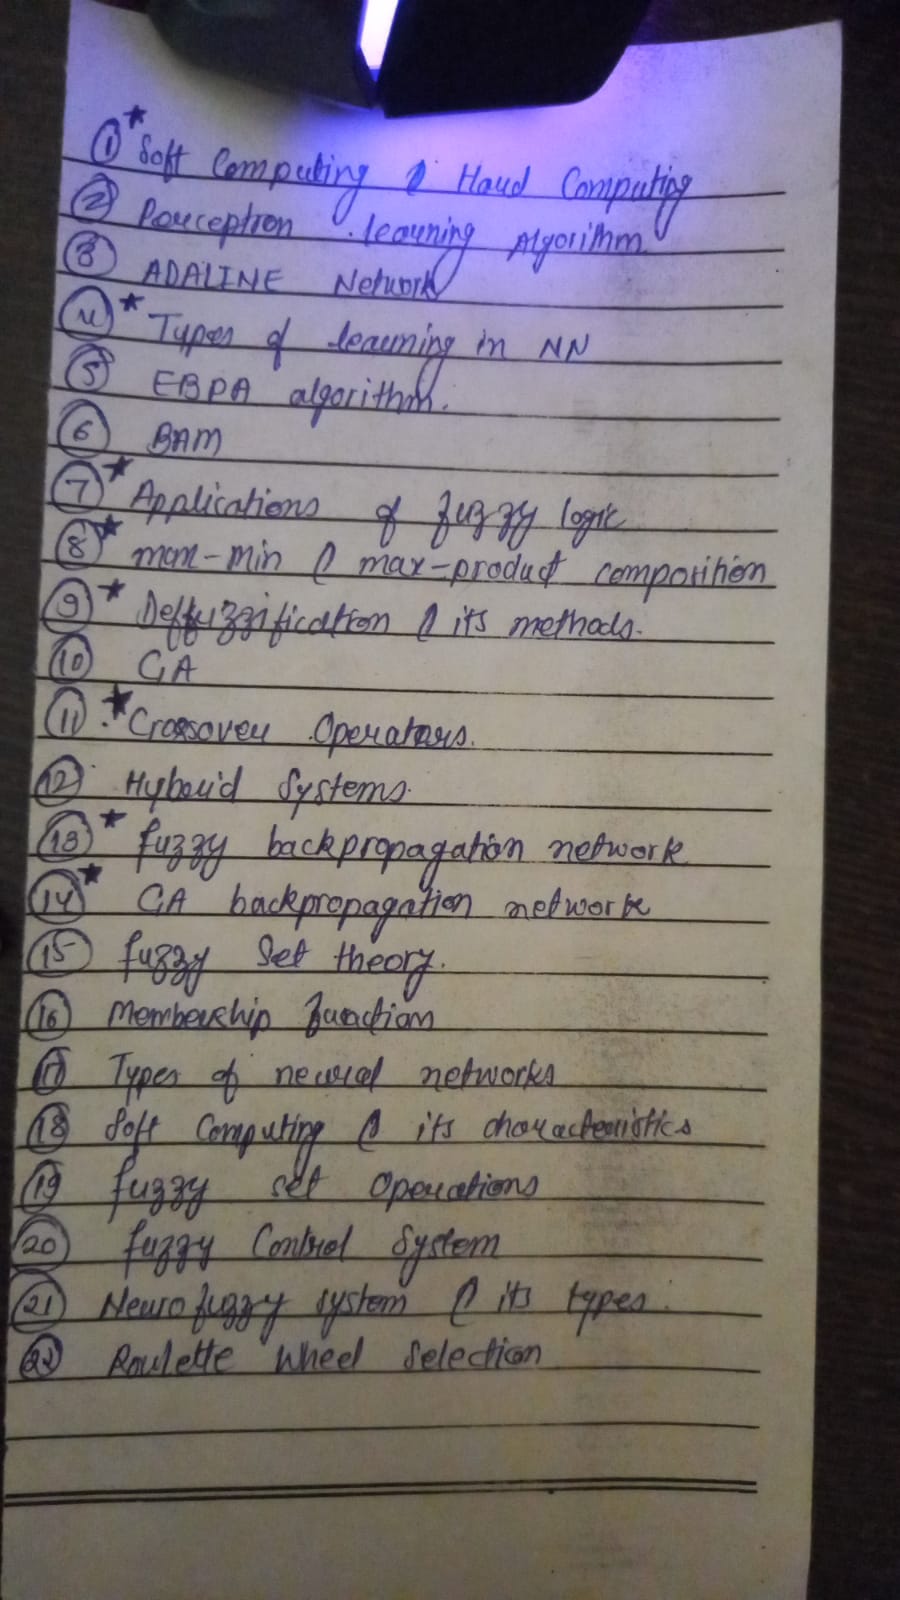 ① * Soft Computing & Hard Computing
② Perceptron learning Algorithm
③ ADALINE Network
④ * Types of learning in NN
⑤ EBPA algorithm.
⑥ BAM
⑦ * Applications of fuzzy logic
⑧ * max-min & max-product composition
⑨ * Deffuzzification & its methods.
⑩ GA
⑪ * Crossover Operators.
⑫ Hybrid Systems.
⑬ * fuzzy backpropagation network
⑭ * GA backpropagation network
⑮ fuzzy Set theory.
⑯ Membership function
⑰ Types of neural networks
⑱ Soft Computing & its characteristics
⑲ fuzzy set Operations
⑳ fuzzy Control System
㉑ Neuro fuzzy system & its types.
㉒ Roulette Wheel Selection